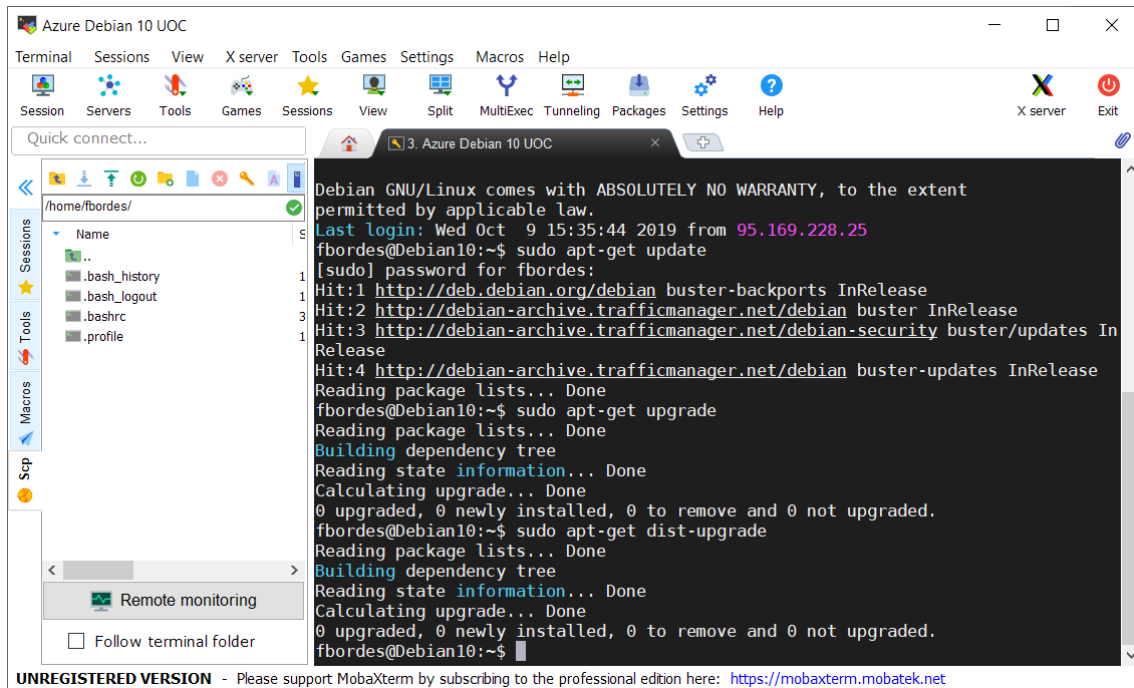 Azure Debian 10 UOC
Terminal Sessions View X server Tools Games Settings Macros Help
Session Servers Tools Games Sessions View Split MultiExec Tunneling Packages Settings Help X server Exit
Quick connect...
3. Azure Debian 10 UOC
/home/fbordes/
Name S
..
.bash_history 1
.bash_logout 1
.bashrc 3
.profile 1
Sessions
Tools
Macros
Scp
Remote monitoring
Follow terminal folder
Debian GNU/Linux comes with ABSOLUTELY NO WARRANTY, to the extent
permitted by applicable law.
Last login: Wed Oct  9 15:35:44 2019 from 95.169.228.25
fbordes@Debian10:~$ sudo apt-get update
[sudo] password for fbordes:
Hit:1 http://deb.debian.org/debian buster-backports InRelease
Hit:2 http://debian-archive.trafficmanager.net/debian buster InRelease
Hit:3 http://debian-archive.trafficmanager.net/debian-security buster/updates In
Release
Hit:4 http://debian-archive.trafficmanager.net/debian buster-updates InRelease
Reading package lists... Done
fbordes@Debian10:~$ sudo apt-get upgrade
Reading package lists... Done
Building dependency tree
Reading state information... Done
Calculating upgrade... Done
0 upgraded, 0 newly installed, 0 to remove and 0 not upgraded.
fbordes@Debian10:~$ sudo apt-get dist-upgrade
Reading package lists... Done
Building dependency tree
Reading state information... Done
Calculating upgrade... Done
0 upgraded, 0 newly installed, 0 to remove and 0 not upgraded.
fbordes@Debian10:~$
UNREGISTERED VERSION - Please support MobaXterm by subscribing to the professional edition here: https://mobaxterm.mobatek.net